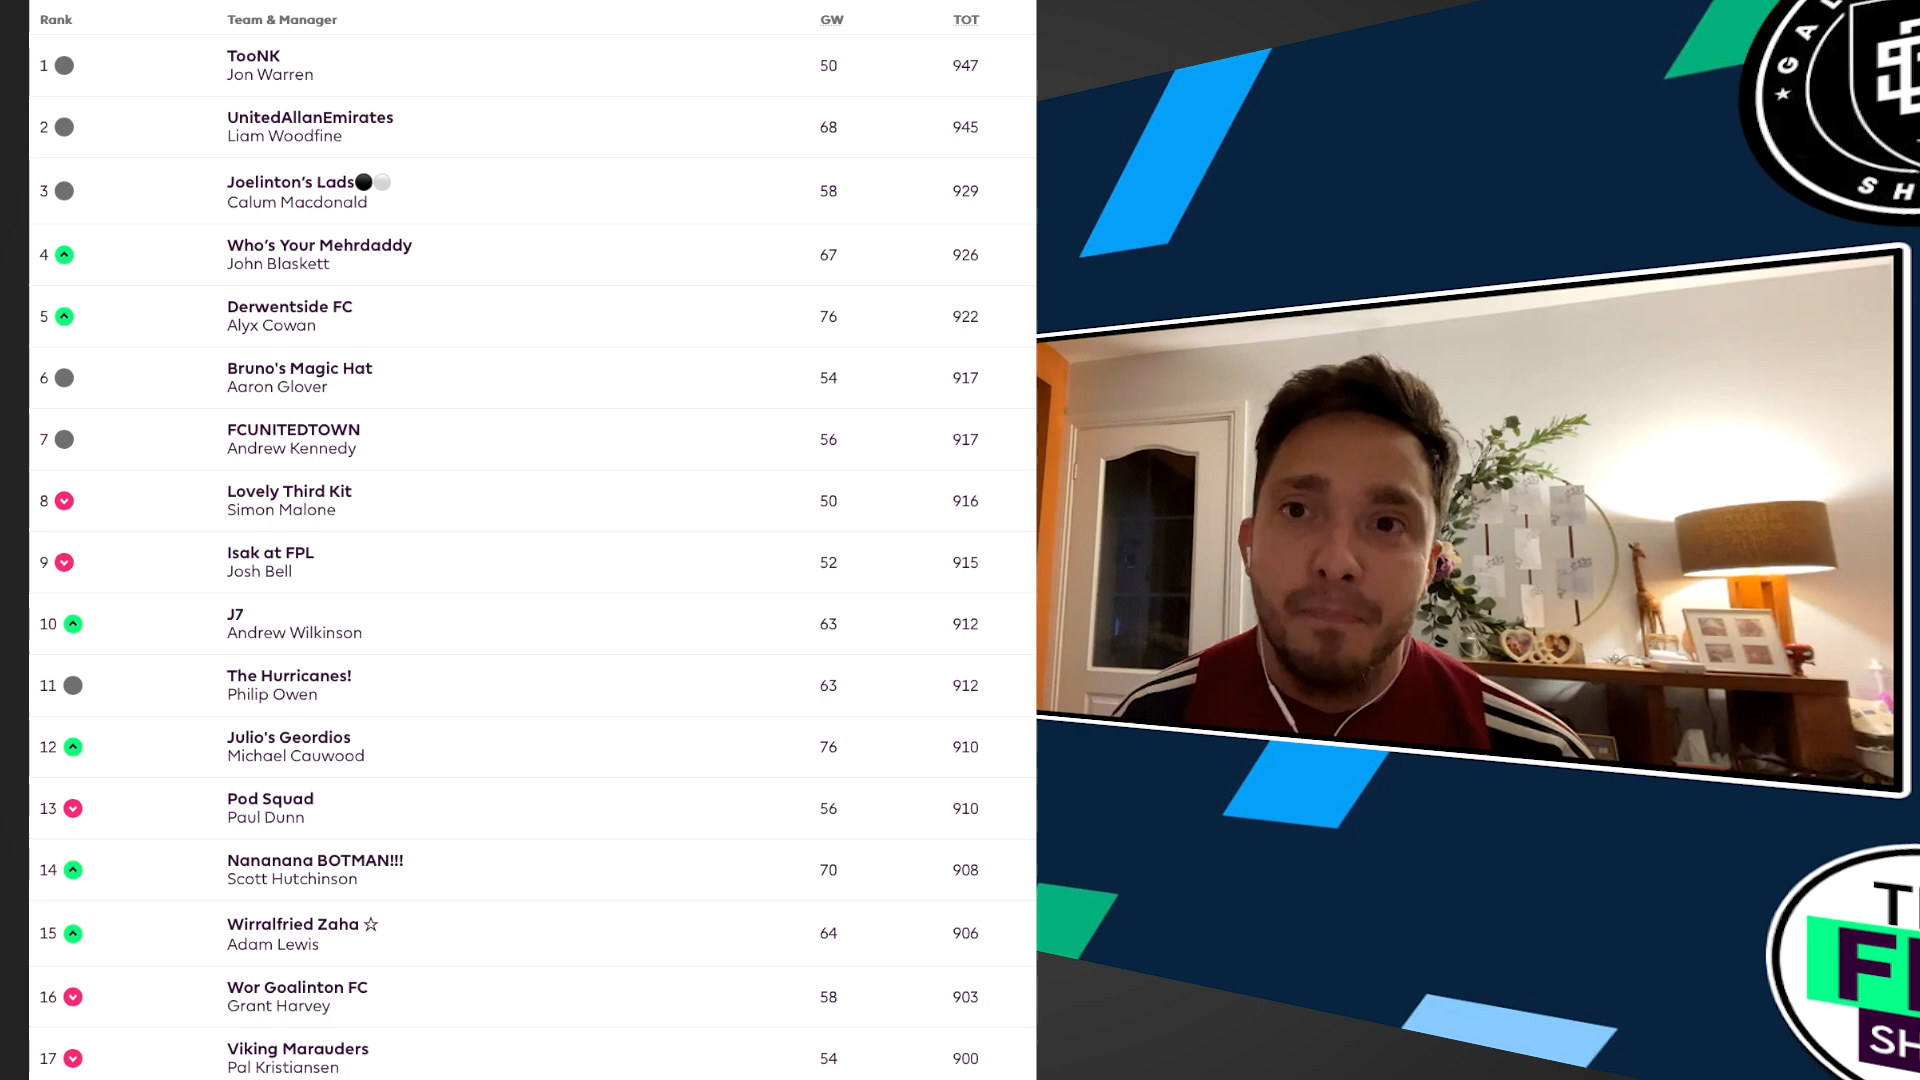 Rank Team & Manager GW TOT
1 TooNK 50 947
Jon Warren
2 UnitedAllanEmirates 68 945
Liam Woodfine
3 Joelinton’s Lads⚫⚪ 58 929
Calum Macdonald
4 Who’s Your Mehrdaddy 67 926
John Blaskett
5 Derwentside FC 76 922
Alyx Cowan
6 Bruno's Magic Hat 54 917
Aaron Glover
7 FCUNITEDTOWN 56 917
Andrew Kennedy
8 Lovely Third Kit 50 916
Simon Malone
9 Isak at FPL 52 915
Josh Bell
10 J7 63 912
Andrew Wilkinson
11 The Hurricanes! 63 912
Philip Owen
12 Julio's Geordios 76 910
Michael Cauwood
13 Pod Squad 56 910
Paul Dunn
14 Nananana BOTMAN!!! 70 908
Scott Hutchinson
15 Wirralfried Zaha ☆ 64 906
Adam Lewis
16 Wor Goalinton FC 58 903
Grant Harvey
17 Viking Marauders 54 900
Pal Kristiansen